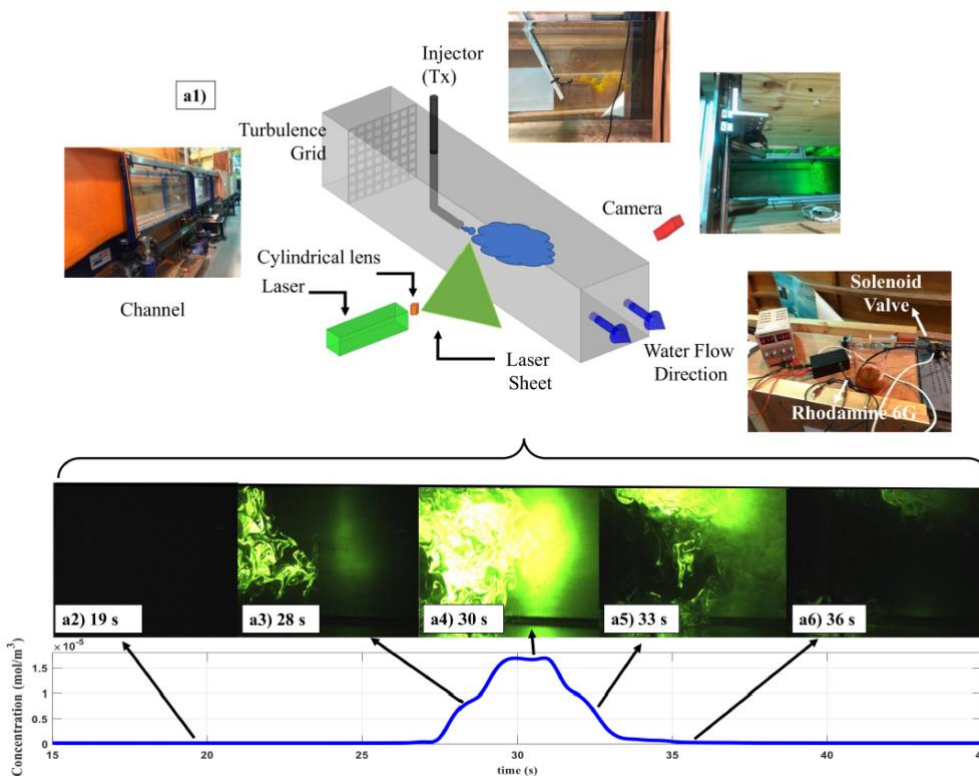 Injector
(Tx)
a1)
Turbulence
Grid
Camera
Cylindrical lens
Laser
Channel
Solenoid
Valve
Laser
Sheet
Water Flow
Direction
Rhodamine 6G
a2) 19 s
a3) 28 s
a4) 30 s
a5) 33 s
a6) 36 s
× 10⁻⁵
Concentration (mol/m³)
1.5
1
0.5
0
15
20
25
30
35
40
45
time (s)